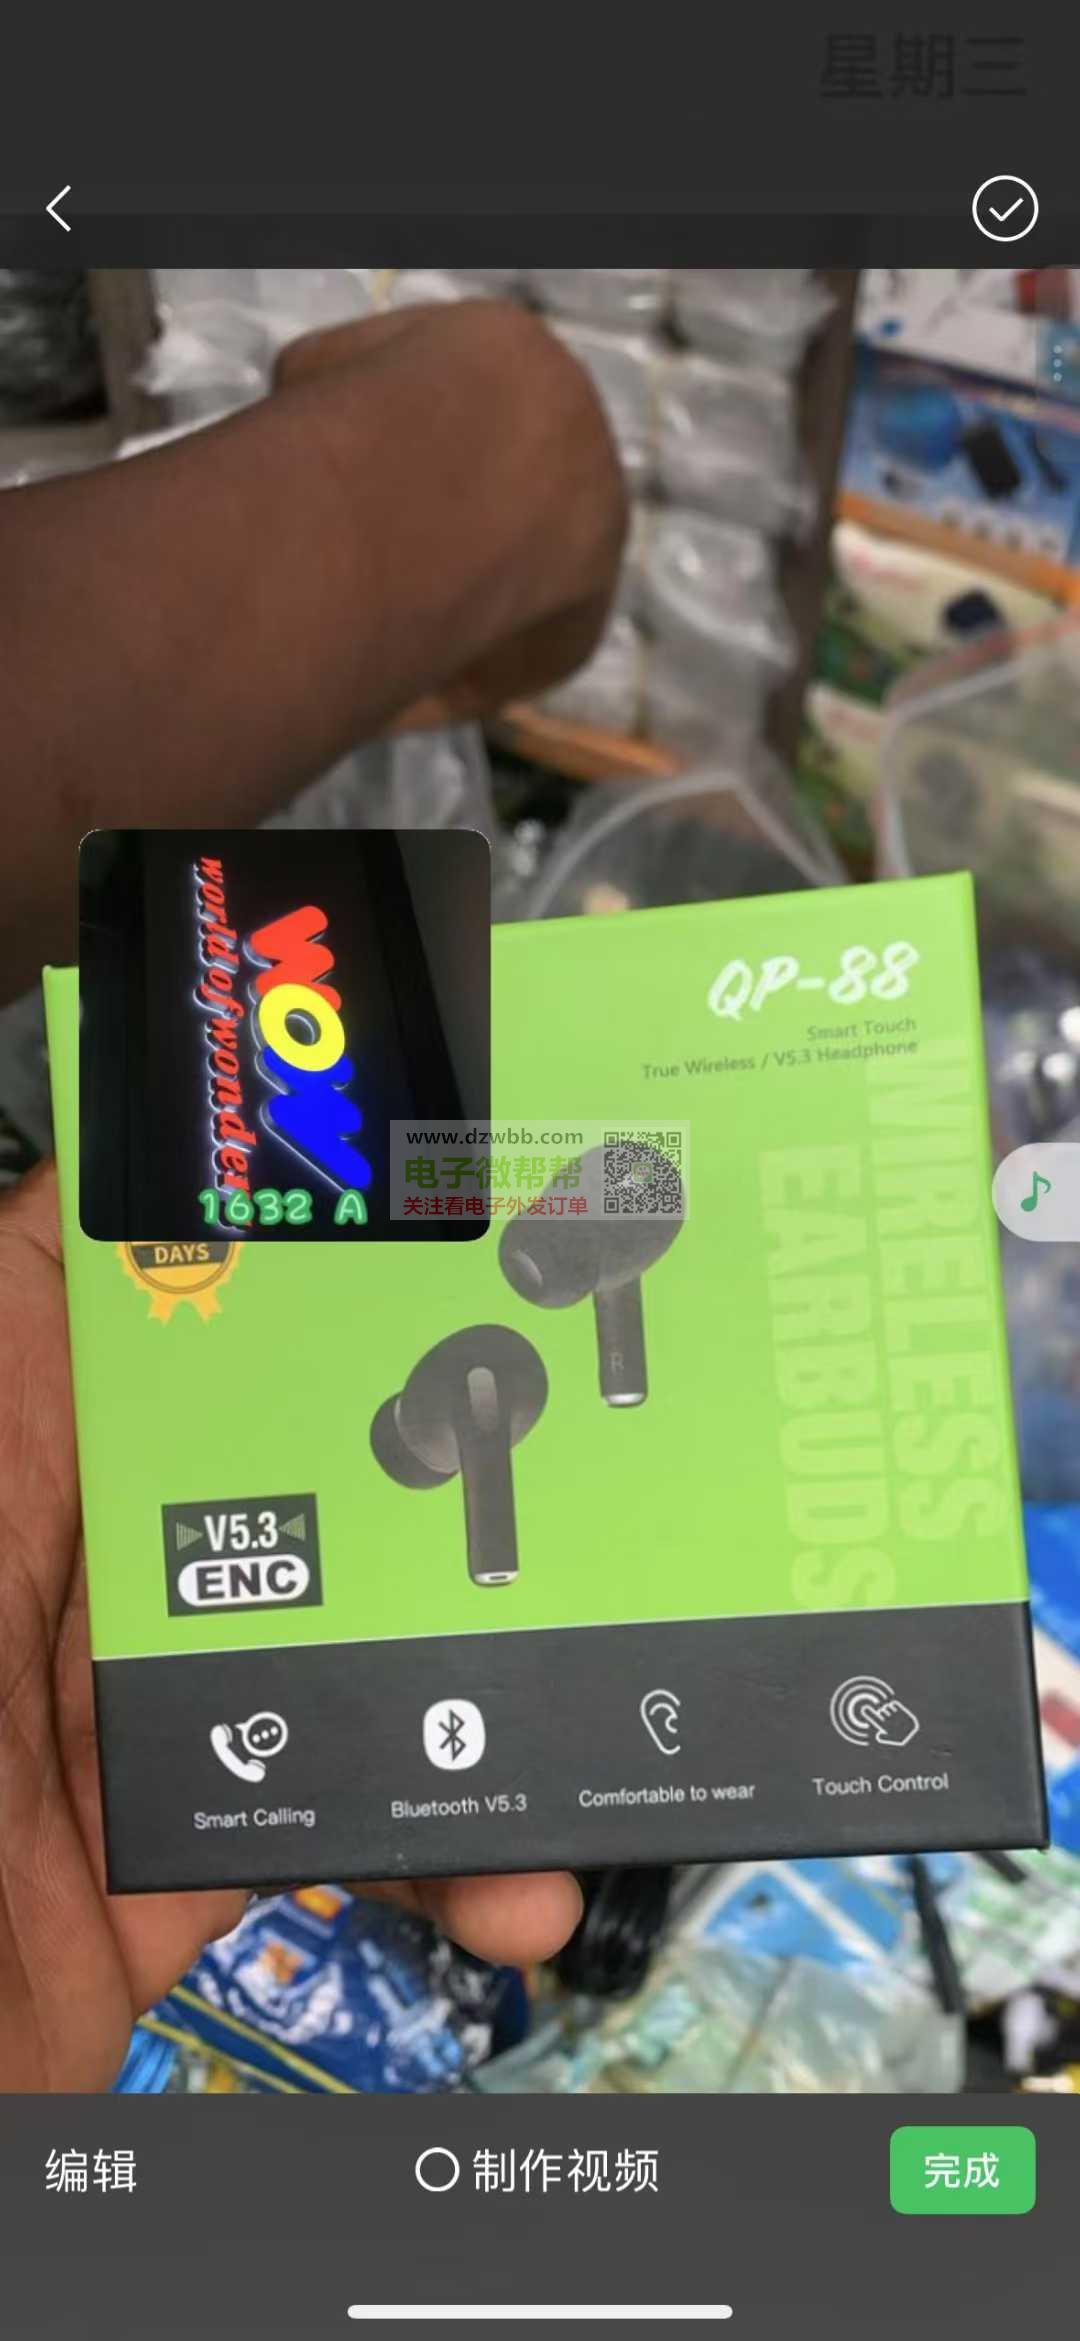 星期三
worldofwonder
WOW
1632 A
QP-88
Smart Touch
True Wireless / V5.3 Headphone
www.dzwbb.com
电子微帮帮
关注看电子外发订单
WIRELESS
EARBUDS
DAYS
R
V5.3
ENC
Smart Calling
Bluetooth V5.3
Comfortable to wear
Touch Control
编辑
制作视频
完成